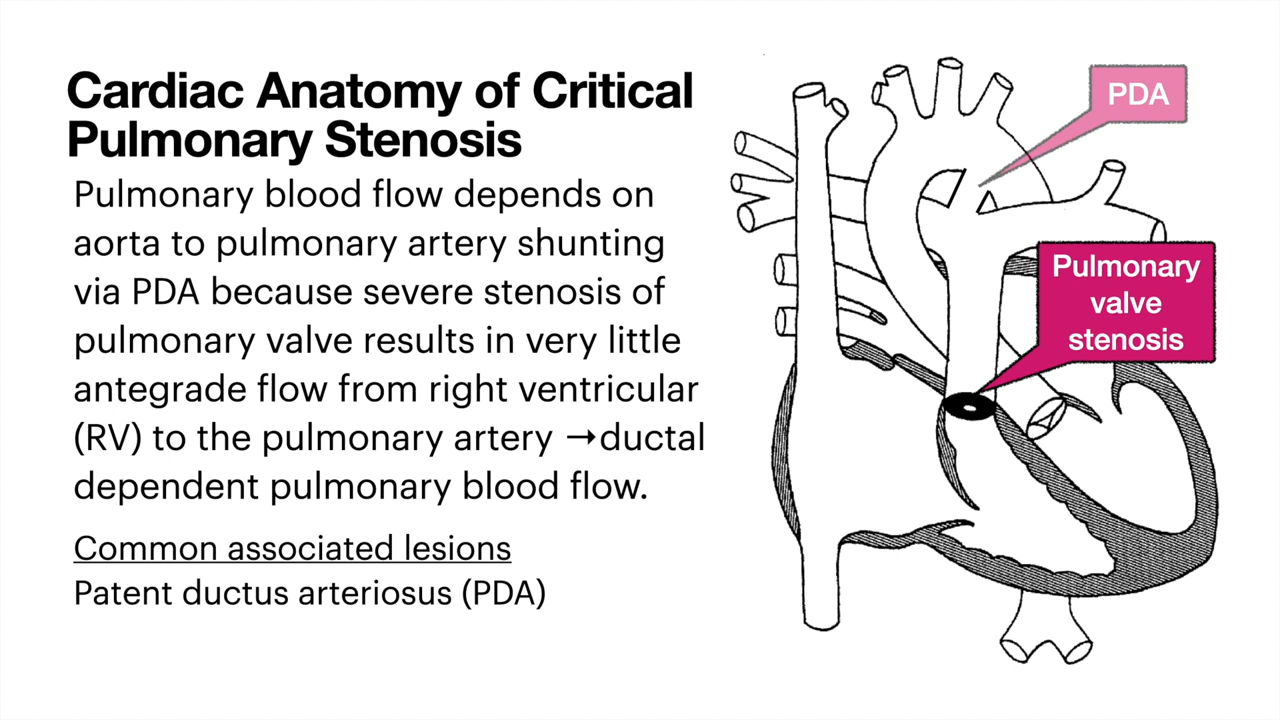 Cardiac Anatomy of Critical
Pulmonary Stenosis
Pulmonary blood flow depends on
aorta to pulmonary artery shunting
via PDA because severe stenosis of
pulmonary valve results in very little
antegrade flow from right ventricular
(RV) to the pulmonary artery →ductal
dependent pulmonary blood flow.
Common associated lesions
Patent ductus arteriosus (PDA)
PDA
Pulmonary
valve
stenosis